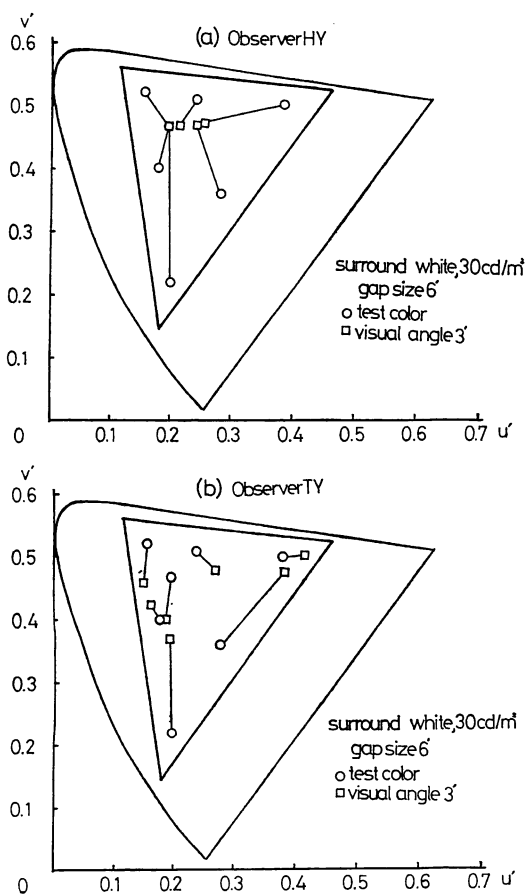 v′
(a) ObserverHY
0.6
0.5
0.4
0.3
0.2
0.1
0
0.1 0.2 0.3 0.4 0.5 0.6 0.7
u′
surround white,30cd/m²
gap size 6′
○ test color
□ visual angle 3′
v′
(b) ObserverTY
0.6
0.5
0.4
0.3
0.2
0.1
0
0.1 0.2 0.3 0.4 0.5 0.6 0.7
u′
surround white,30cd/m²
gap size 6′
○ test color
□ visual angle 3′